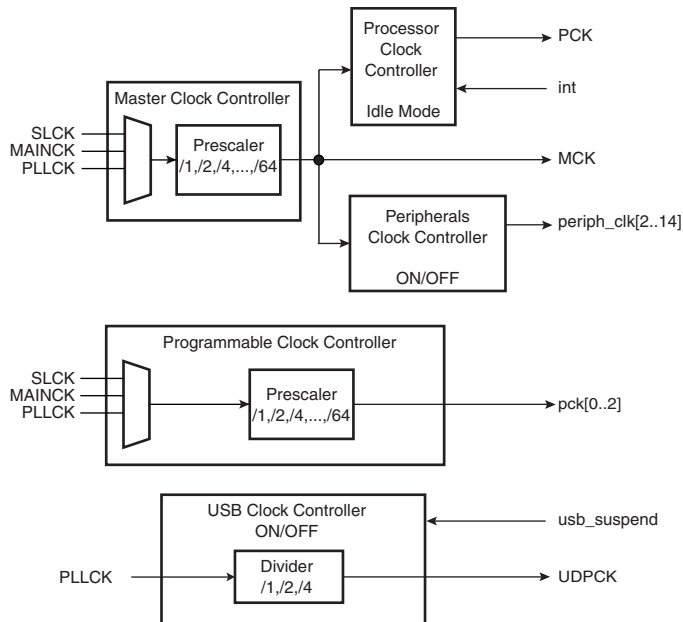 Processor
Clock
Controller
Idle Mode
PCK
int
Master Clock Controller
SLCK
MAINCK
PLLCK
Prescaler
/1,/2,/4,...,/64
MCK
Peripherals
Clock Controller
ON/OFF
periph_clk[2..14]
Programmable Clock Controller
SLCK
MAINCK
PLLCK
Prescaler
/1,/2,/4,...,/64
pck[0..2]
USB Clock Controller
ON/OFF
usb_suspend
PLLCK
Divider
/1,/2,/4
UDPCK